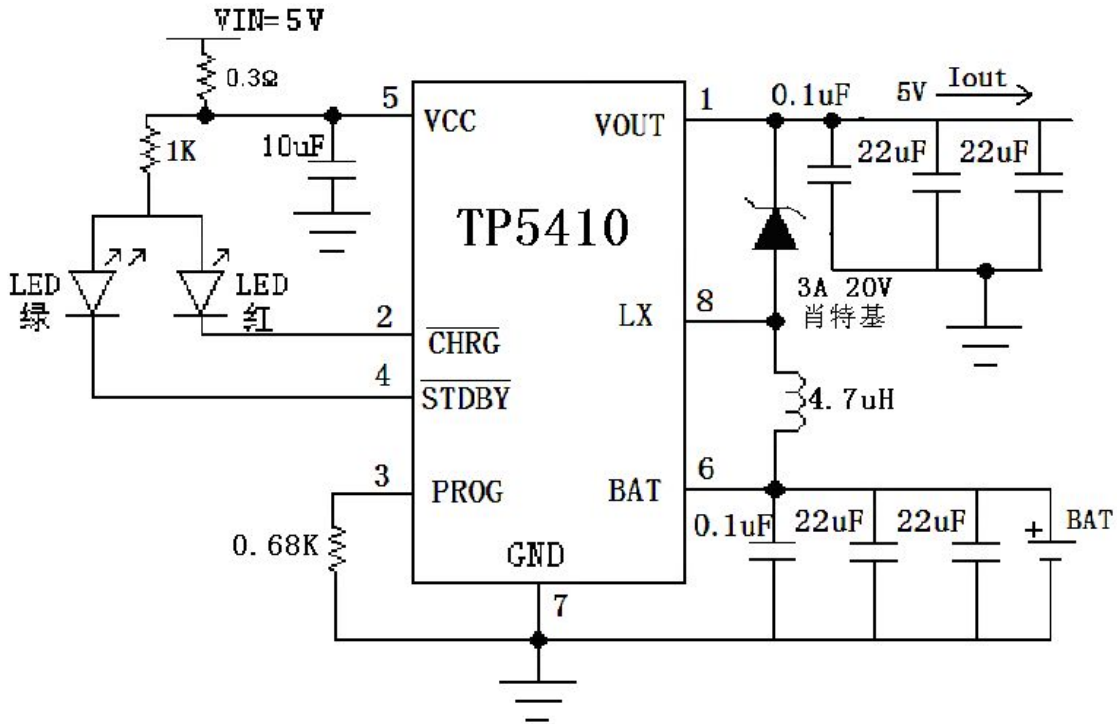 VIN=5V
0.3Ω
5
VCC
1K
10uF
1
VOUT
0.1uF
5V Iout
22uF
22uF
TP5410
LED
绿
LED
红
2
CHRG
4
STDBY
LX
8
3A 20V
肖特基
4.7uH
3
PROG
0.68K
BAT
6
0.1uF
22uF
22uF
+
BAT
GND
7